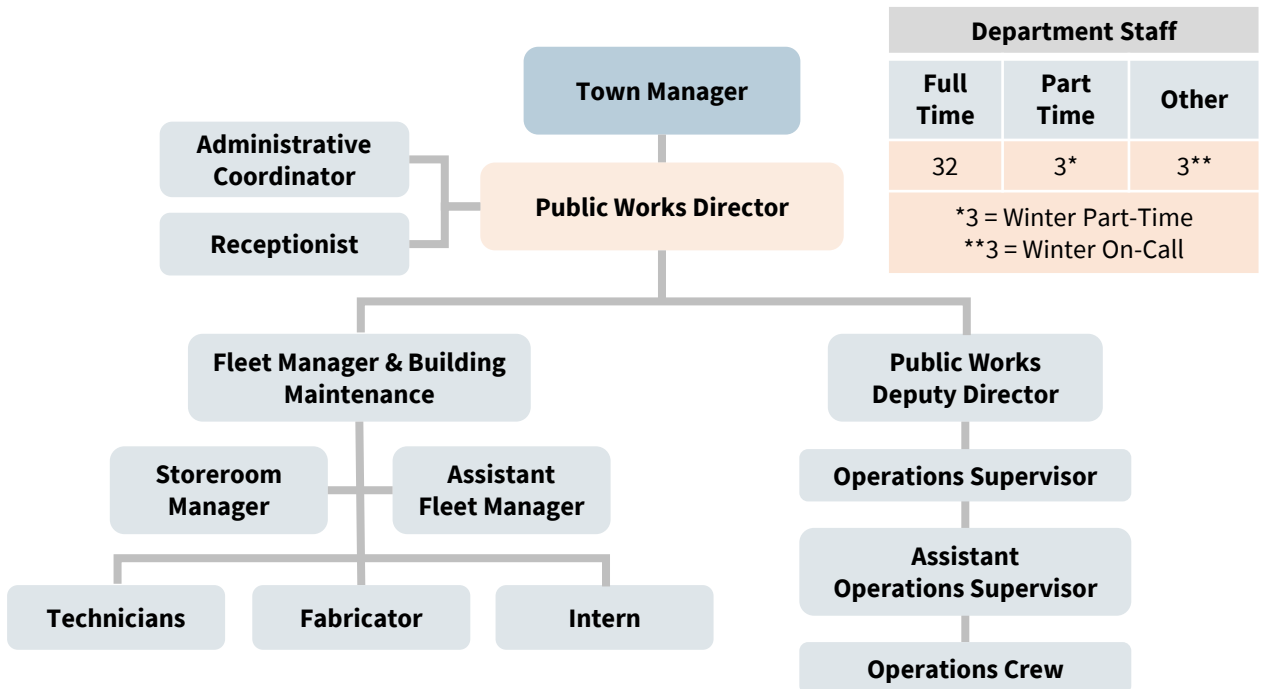 Department Staff
Full
Time
Part
Time
Other
32
3*
3**
*3 = Winter Part-Time
**3 = Winter On-Call
Town Manager
Administrative
Coordinator
Public Works Director
Receptionist
Fleet Manager & Building
Maintenance
Public Works
Deputy Director
Storeroom
Manager
Assistant
Fleet Manager
Operations Supervisor
Assistant
Operations Supervisor
Technicians
Fabricator
Intern
Operations Crew